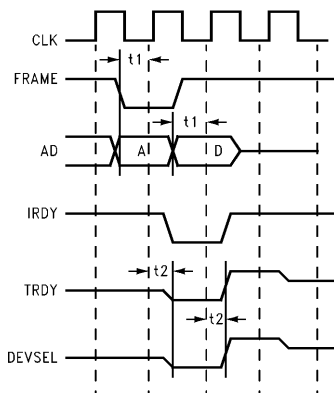 CLK
t1
FRAME
t1
AD A D
IRDY
t2
TRDY
t2
DEVSEL